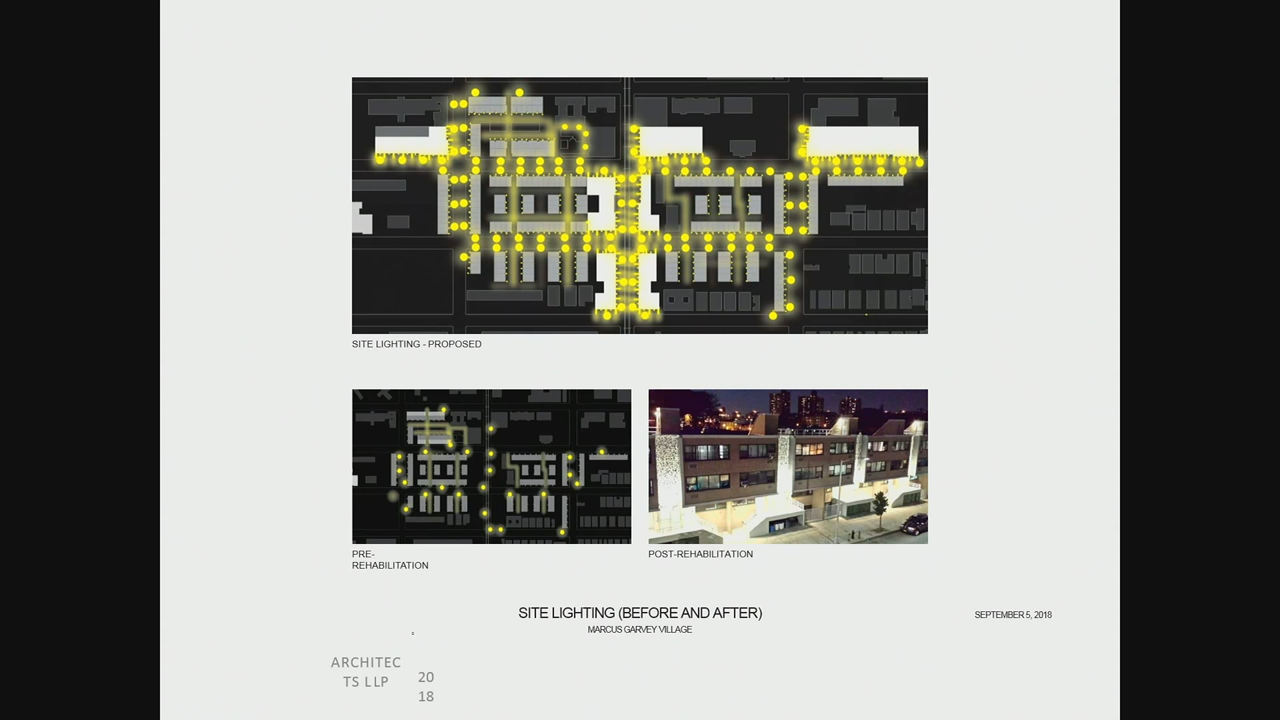 SITE LIGHTING - PROPOSED
PRE-
REHABILITATION
POST-REHABILITATION
SITE LIGHTING (BEFORE AND AFTER)
MARCUS GARVEY VILLAGE
SEPTEMBER 5, 2018
ARCHITEC
TS LLP
20
18